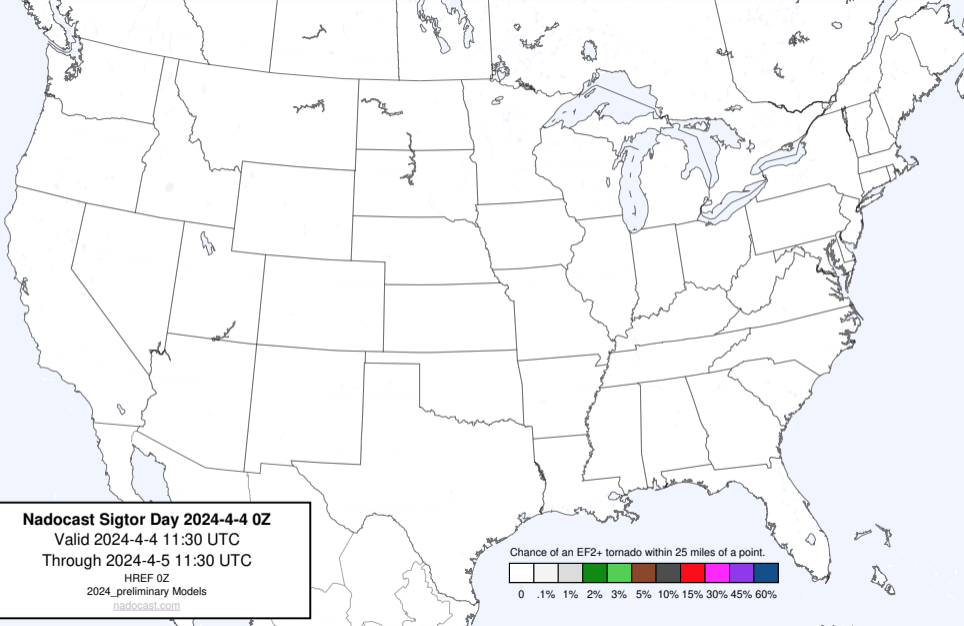 Nadocast Sigtor Day 2024-4-4 0Z
Valid 2024-4-4 11:30 UTC
Through 2024-4-5 11:30 UTC
HREF 0Z
2024_preliminary Models
nadocast.com
Chance of an EF2+ tornado within 25 miles of a point.
0 .1% 1% 2% 3% 5% 10% 15% 30% 45% 60%